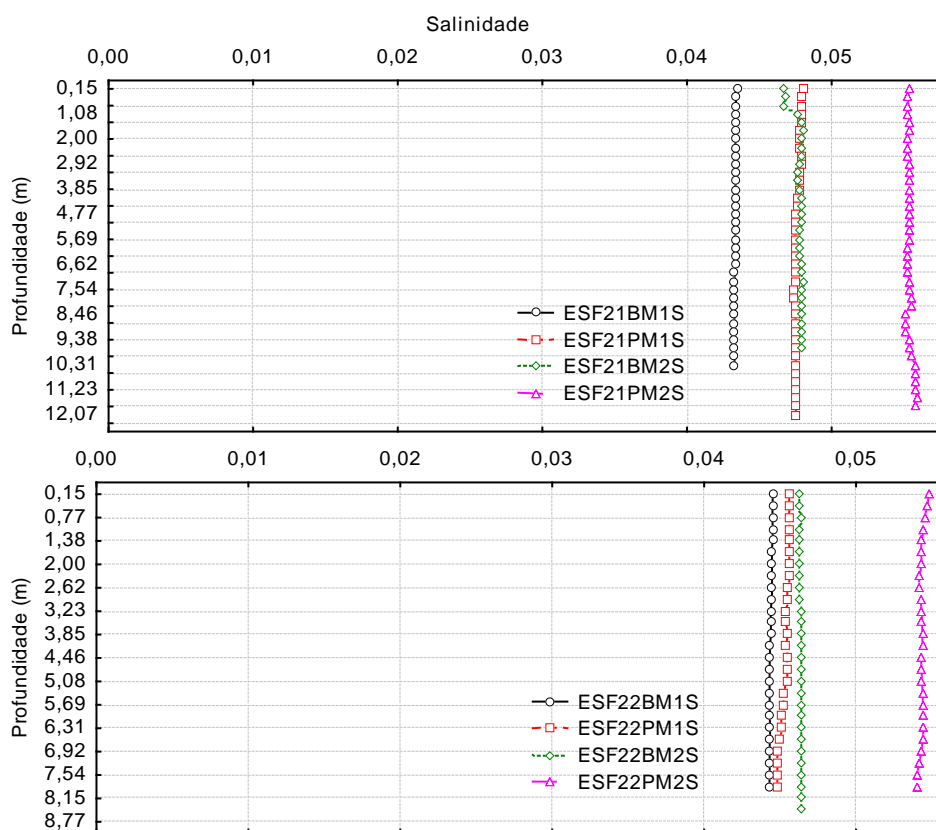 Salinidade
0,00 0,01 0,02 0,03 0,04 0,05
Profundidade (m)
0,15
1,08
2,00
2,92
3,85
4,77
5,69
6,62
7,54
8,46
9,38
10,31
11,23
12,07
ESF21BM1S
ESF21PM1S
ESF21BM2S
ESF21PM2S
0,00 0,01 0,02 0,03 0,04 0,05
Profundidade (m)
0,15
0,77
1,38
2,00
2,62
3,23
3,85
4,46
5,08
5,69
6,31
6,92
7,54
8,15
8,77
ESF22BM1S
ESF22PM1S
ESF22BM2S
ESF22PM2S